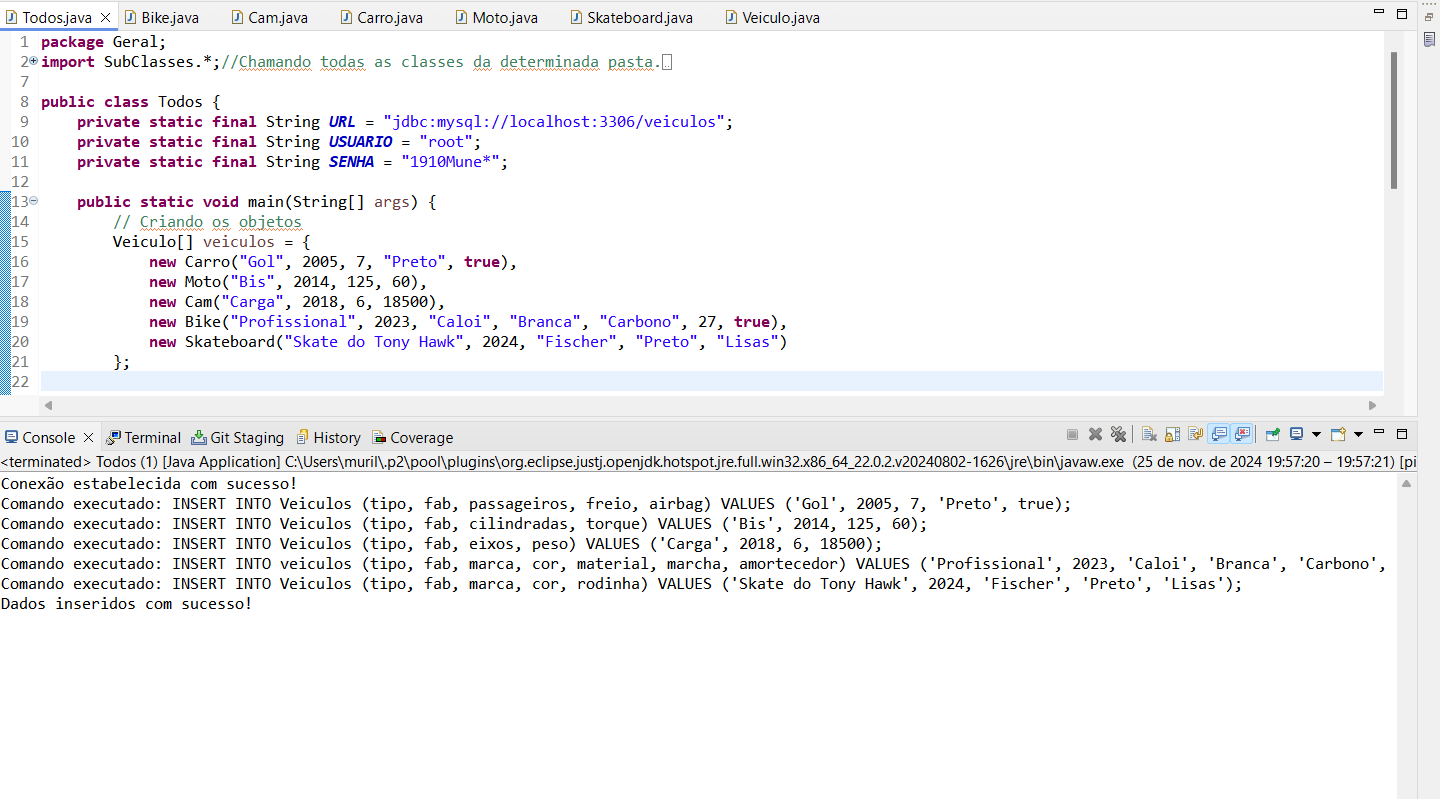 Todos.java Bike.java Cam.java Carro.java Moto.java Skateboard.java Veiculo.java
1 package Geral;
2 import SubClasses.*;//Chamando todas as classes da determinada pasta.
7
8 public class Todos {
9 private static final String URL = "jdbc:mysql://localhost:3306/veiculos";
10 private static final String USUARIO = "root";
11 private static final String SENHA = "1910Mune*";
12
13 public static void main(String[] args) {
14 // Criando os objetos
15 Veiculo[] veiculos = {
16 new Carro("Gol", 2005, 7, "Preto", true),
17 new Moto("Bis", 2014, 125, 60),
18 new Cam("Carga", 2018, 6, 18500),
19 new Bike("Profissional", 2023, "Caloi", "Branca", "Carbono", 27, true),
20 new Skateboard("Skate do Tony Hawk", 2024, "Fischer", "Preto", "Lisas")
21 };
22
Console Terminal Git Staging History Coverage
<terminated> Todos (1) [Java Application] C:\Users\muril\.p2\pool\plugins\org.eclipse.justj.openjdk.hotspot.jre.full.win32.x86_64_22.0.2.v20240802-1626\jre\bin\javaw.exe (25 de nov. de 2024 19:57:20 – 19:57:21) [pi
Conexão estabelecida com sucesso!
Comando executado: INSERT INTO Veiculos (tipo, fab, passageiros, freio, airbag) VALUES ('Gol', 2005, 7, 'Preto', true);
Comando executado: INSERT INTO Veiculos (tipo, fab, cilindradas, torque) VALUES ('Bis', 2014, 125, 60);
Comando executado: INSERT INTO Veiculos (tipo, fab, eixos, peso) VALUES ('Carga', 2018, 6, 18500);
Comando executado: INSERT INTO Veiculos (tipo, fab, marca, cor, material, marcha, amortecedor) VALUES ('Profissional', 2023, 'Caloi', 'Branca', 'Carbono',
Comando executado: INSERT INTO Veiculos (tipo, fab, marca, cor, rodinha) VALUES ('Skate do Tony Hawk', 2024, 'Fischer', 'Preto', 'Lisas');
Dados inseridos com sucesso!